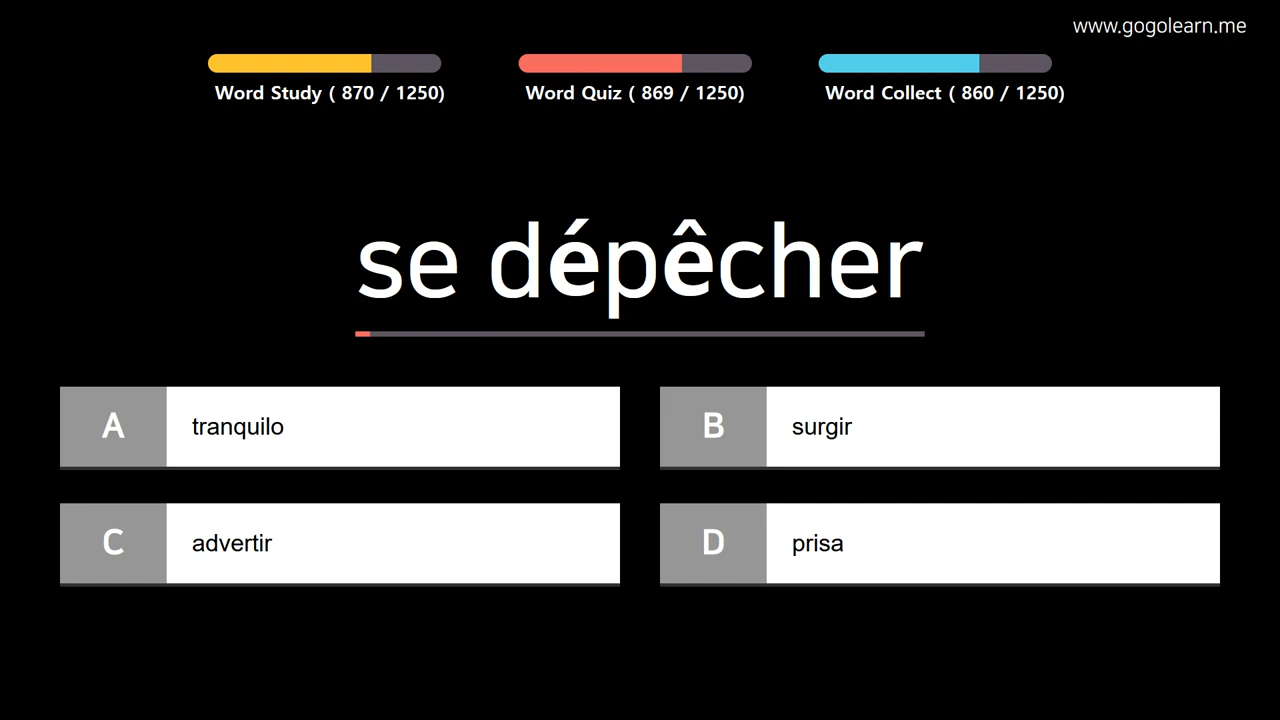 www.gogolearn.me
Word Study ( 870 / 1250)
Word Quiz ( 869 / 1250)
Word Collect ( 860 / 1250)
se dépêcher
A tranquilo
B surgir
C advertir
D prisa